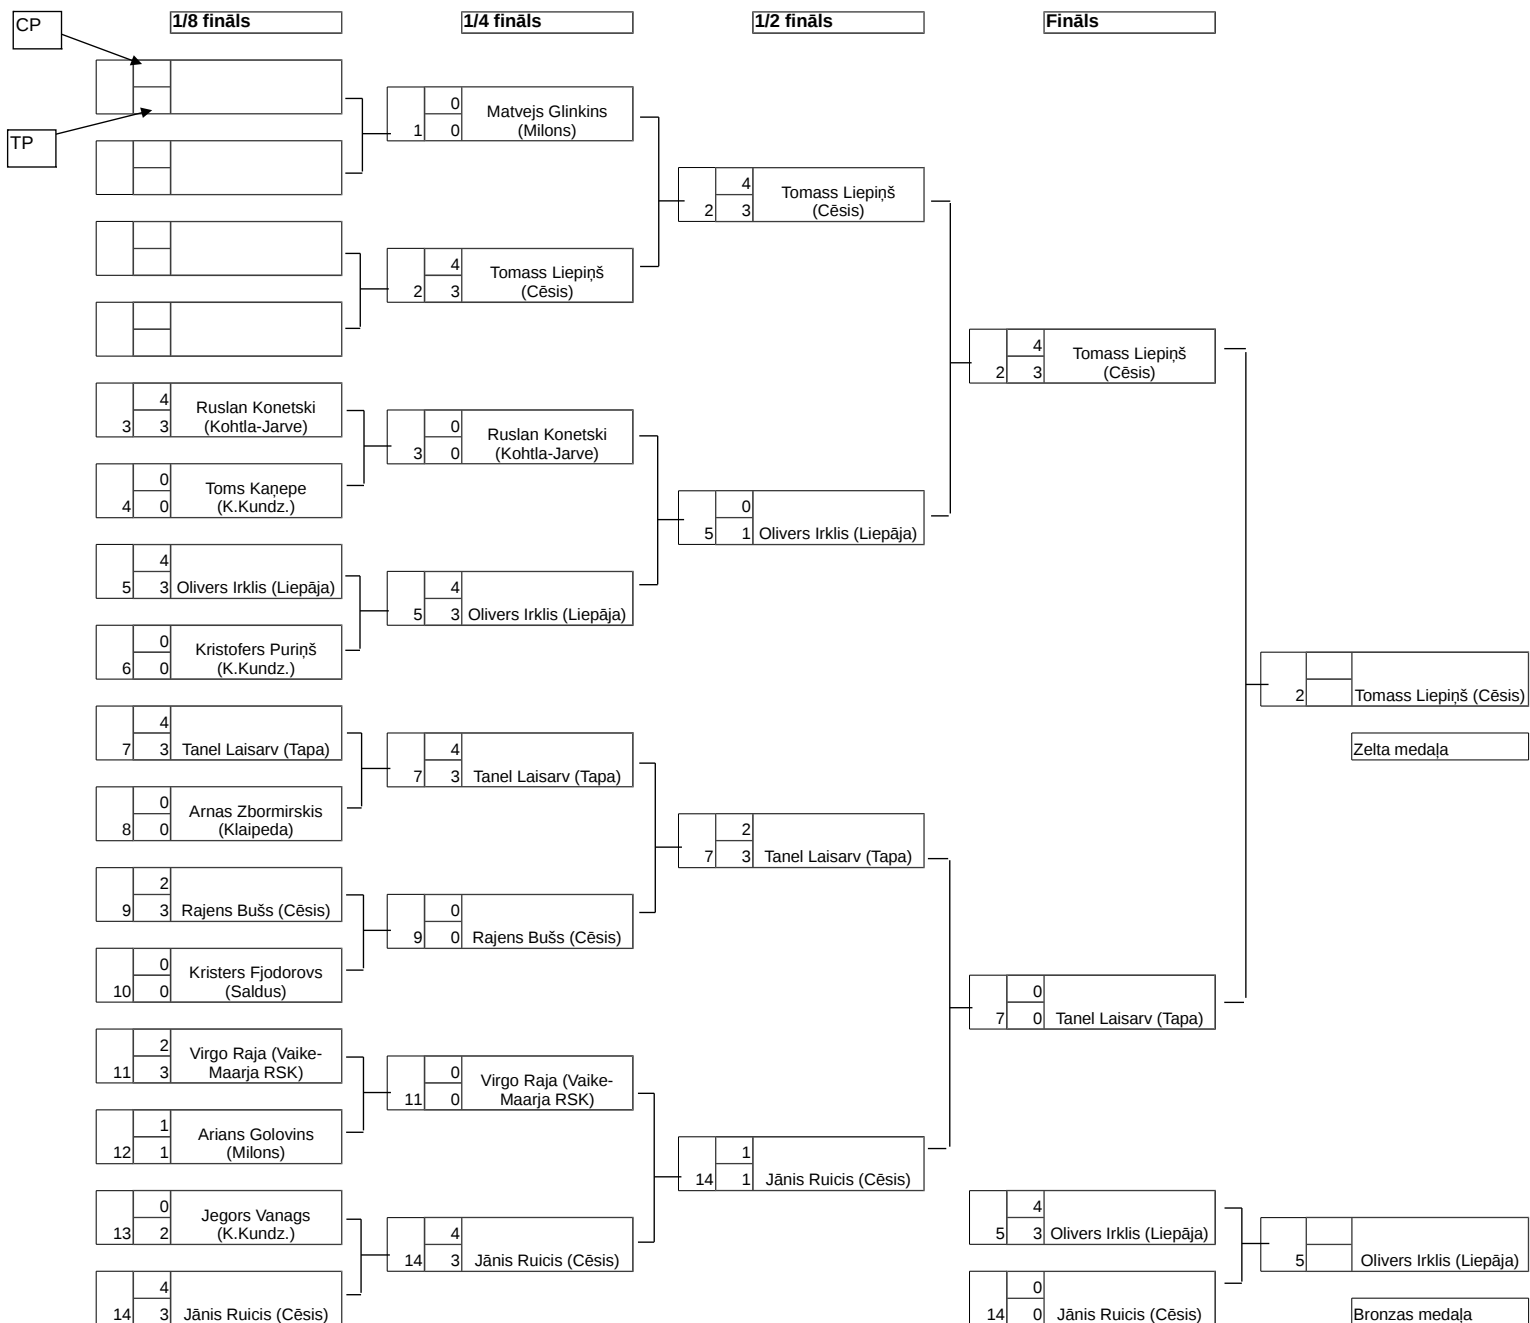 CP
1/8 fināls
1/4 fināls
1/2 fināls
Fināls
TP
0
1 0
Matvejs Glinkins
(Milons)
4
2 3
Tomass Liepiņš
(Cēsis)
4
2 3
Tomass Liepiņš
(Cēsis)
4
2 3
Tomass Liepiņš
(Cēsis)
4
3 3
Ruslan Konetski
(Kohtla-Jarve)
0
3 0
Ruslan Konetski
(Kohtla-Jarve)
0
4 0
Toms Kaņepe
(K.Kundz.)
0
5 1 Olivers Irklis (Liepāja)
4
5 3 Olivers Irklis (Liepāja)
4
5 3 Olivers Irklis (Liepāja)
0
6 0
Kristofers Puriņš
(K.Kundz.)
2 Tomass Liepiņš (Cēsis)
Zelta medaļa
4
7 3 Tanel Laisarv (Tapa)
4
7 3 Tanel Laisarv (Tapa)
0
8 0
Arnas Zbormirskis
(Klaipeda)
2
7 3 Tanel Laisarv (Tapa)
2
9 3 Rajens Bušs (Cēsis)
0
9 0 Rajens Bušs (Cēsis)
0
10 0
Kristers Fjodorovs
(Saldus)
0
7 0 Tanel Laisarv (Tapa)
2
11 3
Virgo Raja (Vaike-
Maarja RSK)
0
11 0
Virgo Raja (Vaike-
Maarja RSK)
1
12 1
Arians Golovins
(Milons)
1
14 1 Jānis Ruicis (Cēsis)
0
13 2
Jegors Vanags
(K.Kundz.)
4
14 3 Jānis Ruicis (Cēsis)
4
5 3 Olivers Irklis (Liepāja)
5 Olivers Irklis (Liepāja)
4
14 3 Jānis Ruicis (Cēsis)
0
14 0 Jānis Ruicis (Cēsis)
Bronzas medaļa